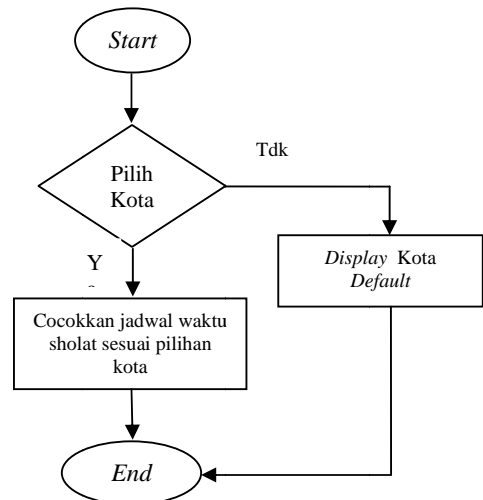 Start
Tdk
Pilih
Kota
Y
Display Kota
Default
Cocokkan jadwal waktu
sholat sesuai pilihan
kota
End